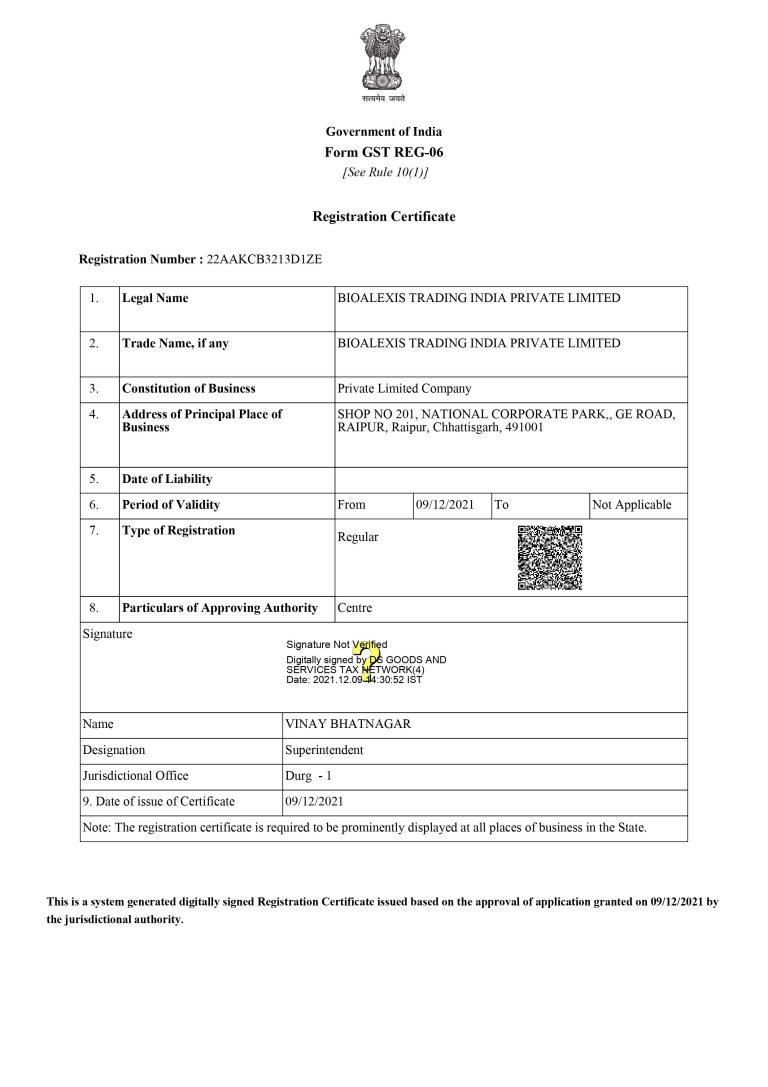 सत्यमेव जयते
Government of India
Form GST REG-06
[See Rule 10(1)]
Registration Certificate
Registration Number : 22AAKCB3213D1ZE
1. Legal Name BIOALEXIS TRADING INDIA PRIVATE LIMITED
2. Trade Name, if any BIOALEXIS TRADING INDIA PRIVATE LIMITED
3. Constitution of Business Private Limited Company
4. Address of Principal Place of SHOP NO 201, NATIONAL CORPORATE PARK,, GE ROAD,
Business RAIPUR, Raipur, Chhattisgarh, 491001
5. Date of Liability
6. Period of Validity From 09/12/2021 To Not Applicable
7. Type of Registration Regular
8. Particulars of Approving Authority Centre
Signature
Signature Not Verified
Digitally signed by DS GOODS AND
SERVICES TAX NETWORK(4)
Date: 2021.12.09 14:30:52 IST
Name VINAY BHATNAGAR
Designation Superintendent
Jurisdictional Office Durg - 1
9. Date of issue of Certificate 09/12/2021
Note: The registration certificate is required to be prominently displayed at all places of business in the State.
This is a system generated digitally signed Registration Certificate issued based on the approval of application granted on 09/12/2021 by
the jurisdictional authority.